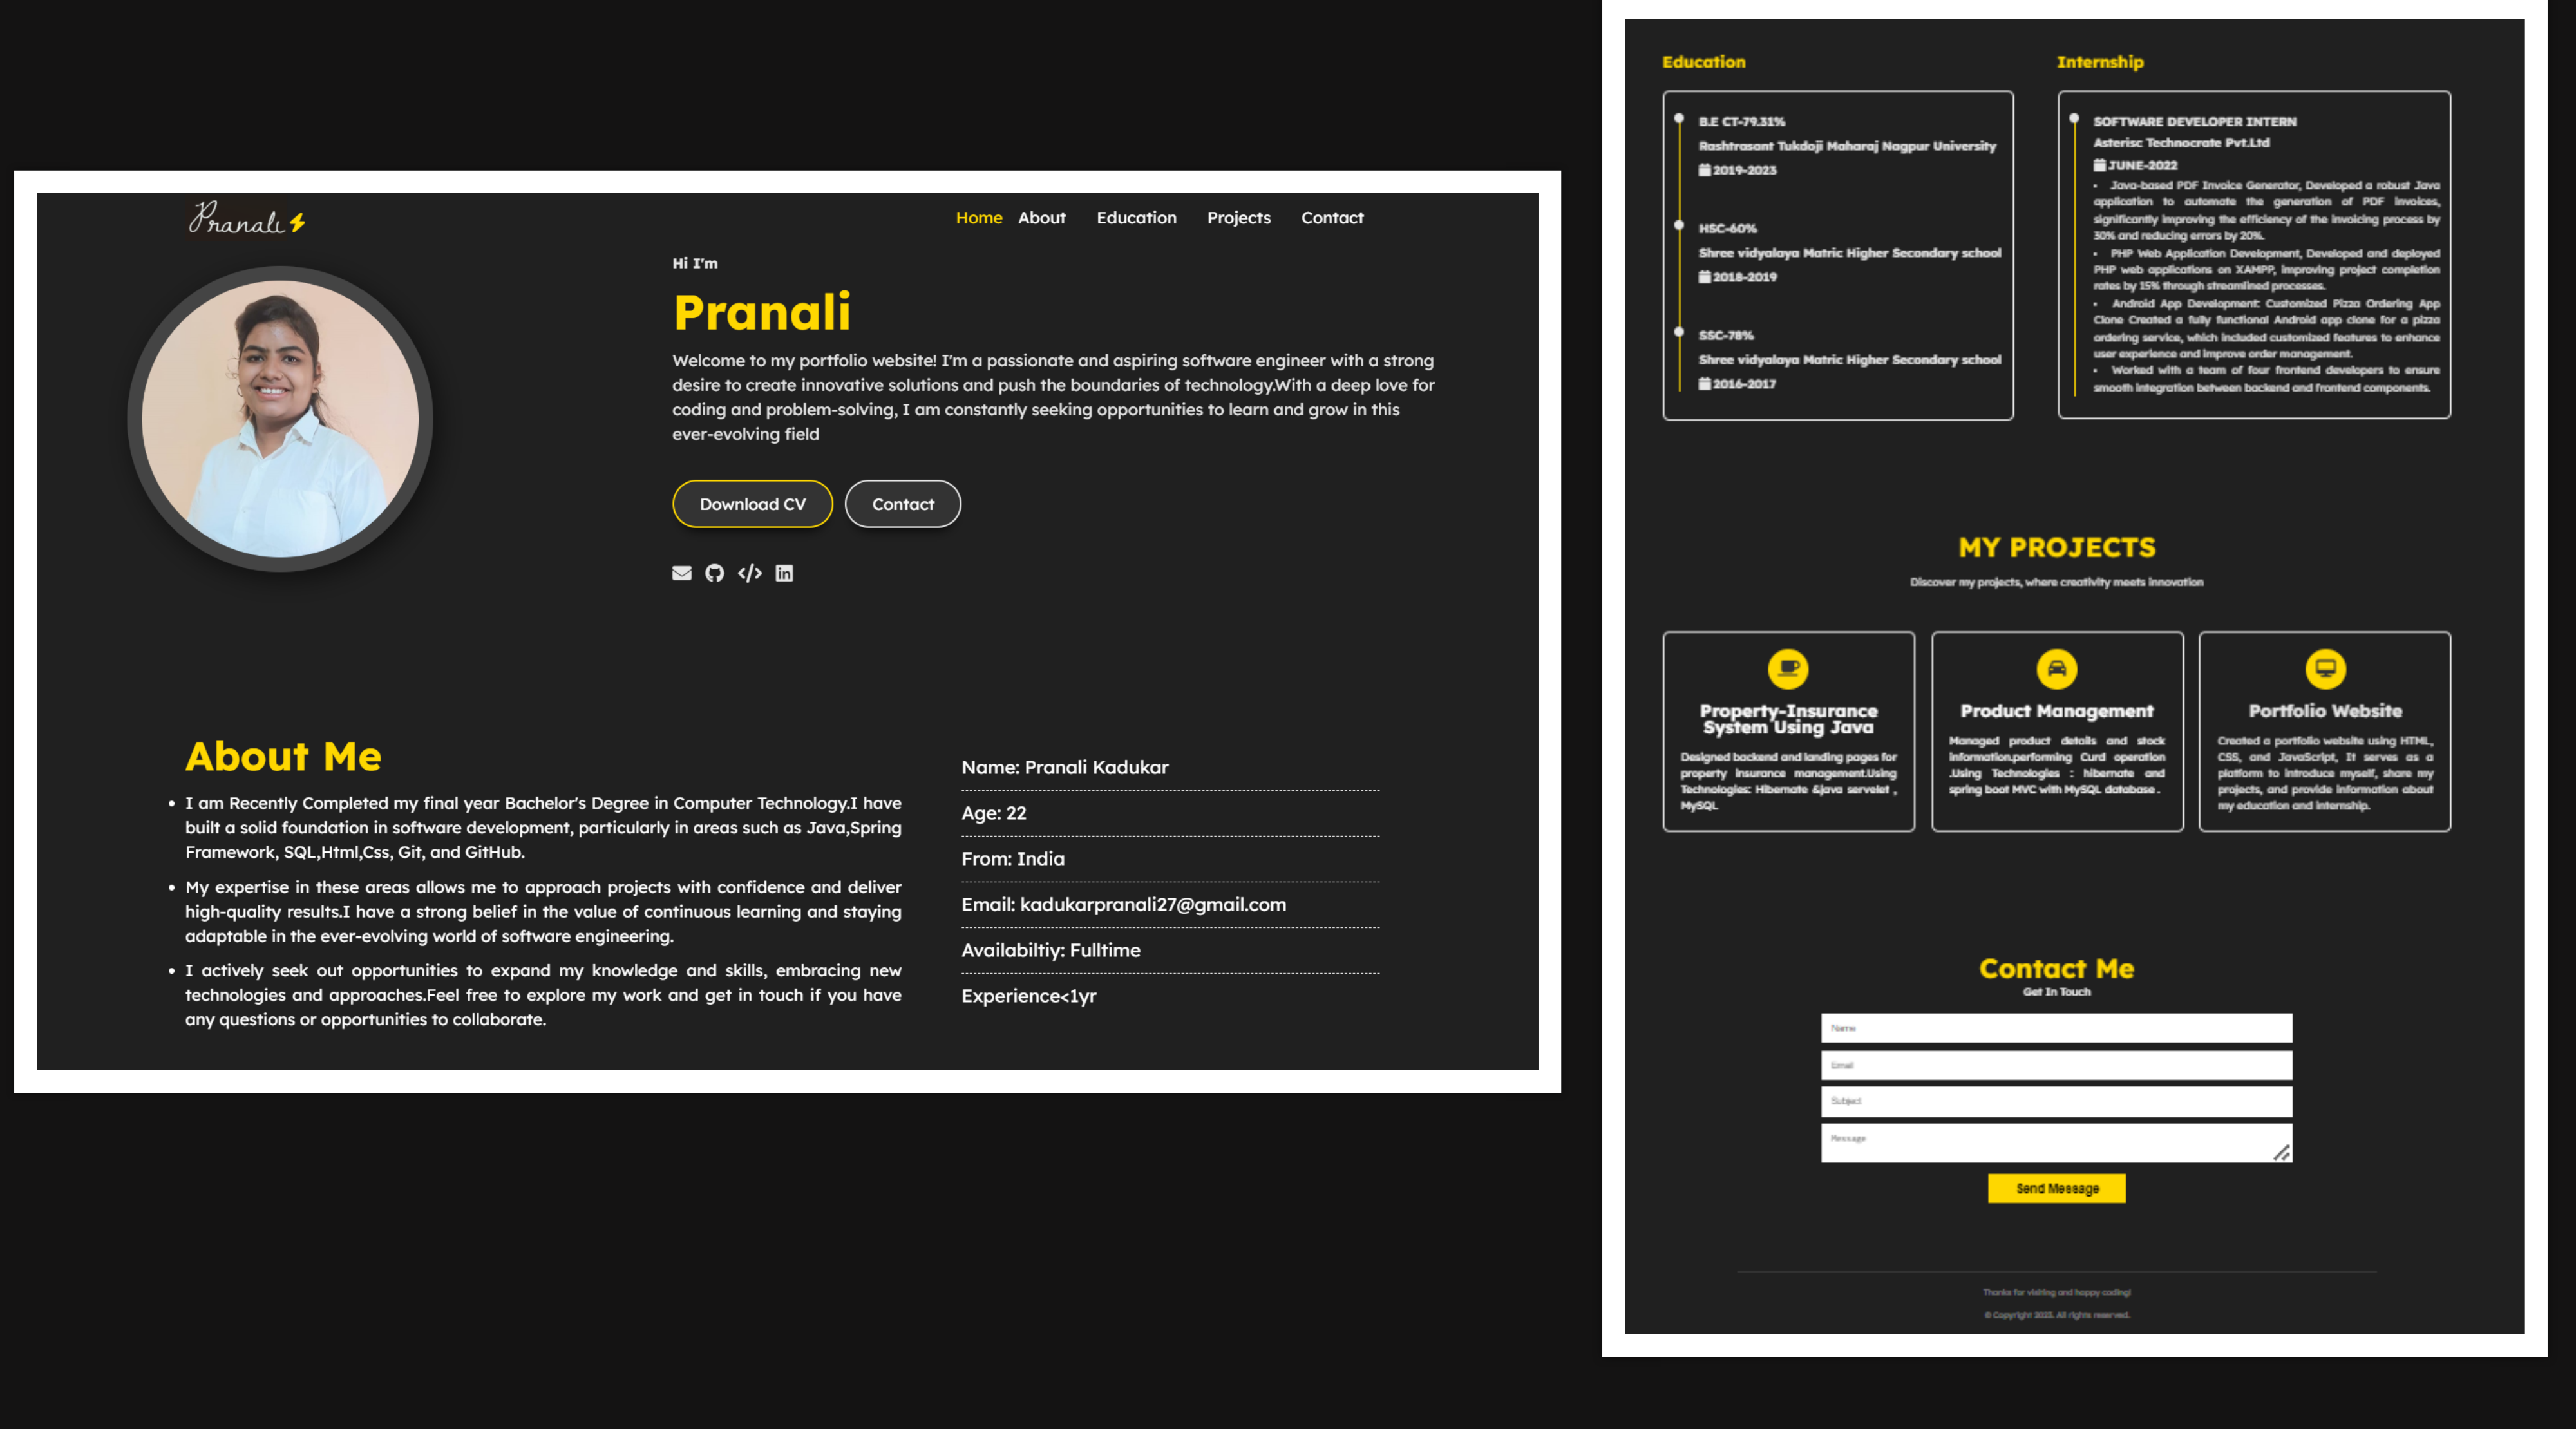 Pranali
Home About Education Projects Contact
Hi I'm
Pranali
Welcome to my portfolio website! I'm a passionate and aspiring software engineer with a strong
desire to create innovative solutions and push the boundaries of technology.With a deep love for
coding and problem-solving, I am constantly seeking opportunities to learn and grow in this
ever-evolving field
Download CV Contact
About Me
• I am Recently Completed my final year Bachelor's Degree in Computer Technology.I have
built a solid foundation in software development, particularly in areas such as Java,Spring
Framework, SQL,Html,Css, Git, and GitHub.
• My expertise in these areas allows me to approach projects with confidence and deliver
high-quality results.I have a strong belief in the value of continuous learning and staying
adaptable in the ever-evolving world of software engineering.
• I actively seek out opportunities to expand my knowledge and skills, embracing new
technologies and approaches.Feel free to explore my work and get in touch if you have
any questions or opportunities to collaborate.
Name: Pranali Kadukar
Age: 22
From: India
Email: kadukarpranali27@gmail.com
Availabiltiy: Fulltime
Experience<1yr
Education
B.E CT-79.31%
Rashtrasant Tukdoji Maharaj Nagpur University
2019-2023
HSC-60%
Shree vidyalaya Matric Higher Secondary school
2018-2019
SSC-78%
Shree vidyalaya Matric Higher Secondary school
2016-2017
Internship
SOFTWARE DEVELOPER INTERN
Asterisc Technocrate Pvt.Ltd
JUNE-2022
• Java-based PDF Invoice Generator, Developed a robust Java
application to automate the generation of PDF invoices,
significantly improving the efficiency of the invoicing process by
30% and reducing errors by 20%.
• PHP Web Application Development, Developed and deployed
PHP web applications on XAMPP, improving project completion
rates by 15% through streamlined processes.
• Android App Development: Customized Pizza Ordering App
Clone Created a fully functional Android app clone for a pizza
ordering service, which included customized features to enhance
user experience and improve order management.
• Worked with a team of four frontend developers to ensure
smooth integration between backend and frontend components.
MY PROJECTS
Discover my projects, where creativity meets innovation
Property-Insurance
System Using Java
Designed backend and landing pages for
property insurance management.Using
Technologies: Hibernate &java servelet ,
MySQL
Product Management
Managed product details and stock
information.performing Curd operation
.Using Technologies : hibernate and
spring boot MVC with MySQL database .
Portfolio Website
Created a portfolio website using HTML,
CSS, and JavaScript, It serves as a
platform to introduce myself, share my
projects, and provide information about
my education and internship.
Contact Me
Get In Touch
Name
Email
Subject
Message
Send Message
Thanks for visiting and happy coding!
© Copyright 2023. All rights reserved.